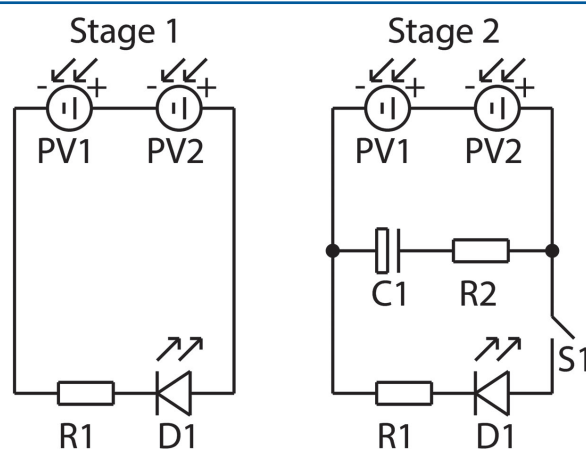 Stage 1
- + - +
PV1 PV2
R1 D1
Stage 2
- + - +
PV1 PV2
C1 R2
S1
R1 D1